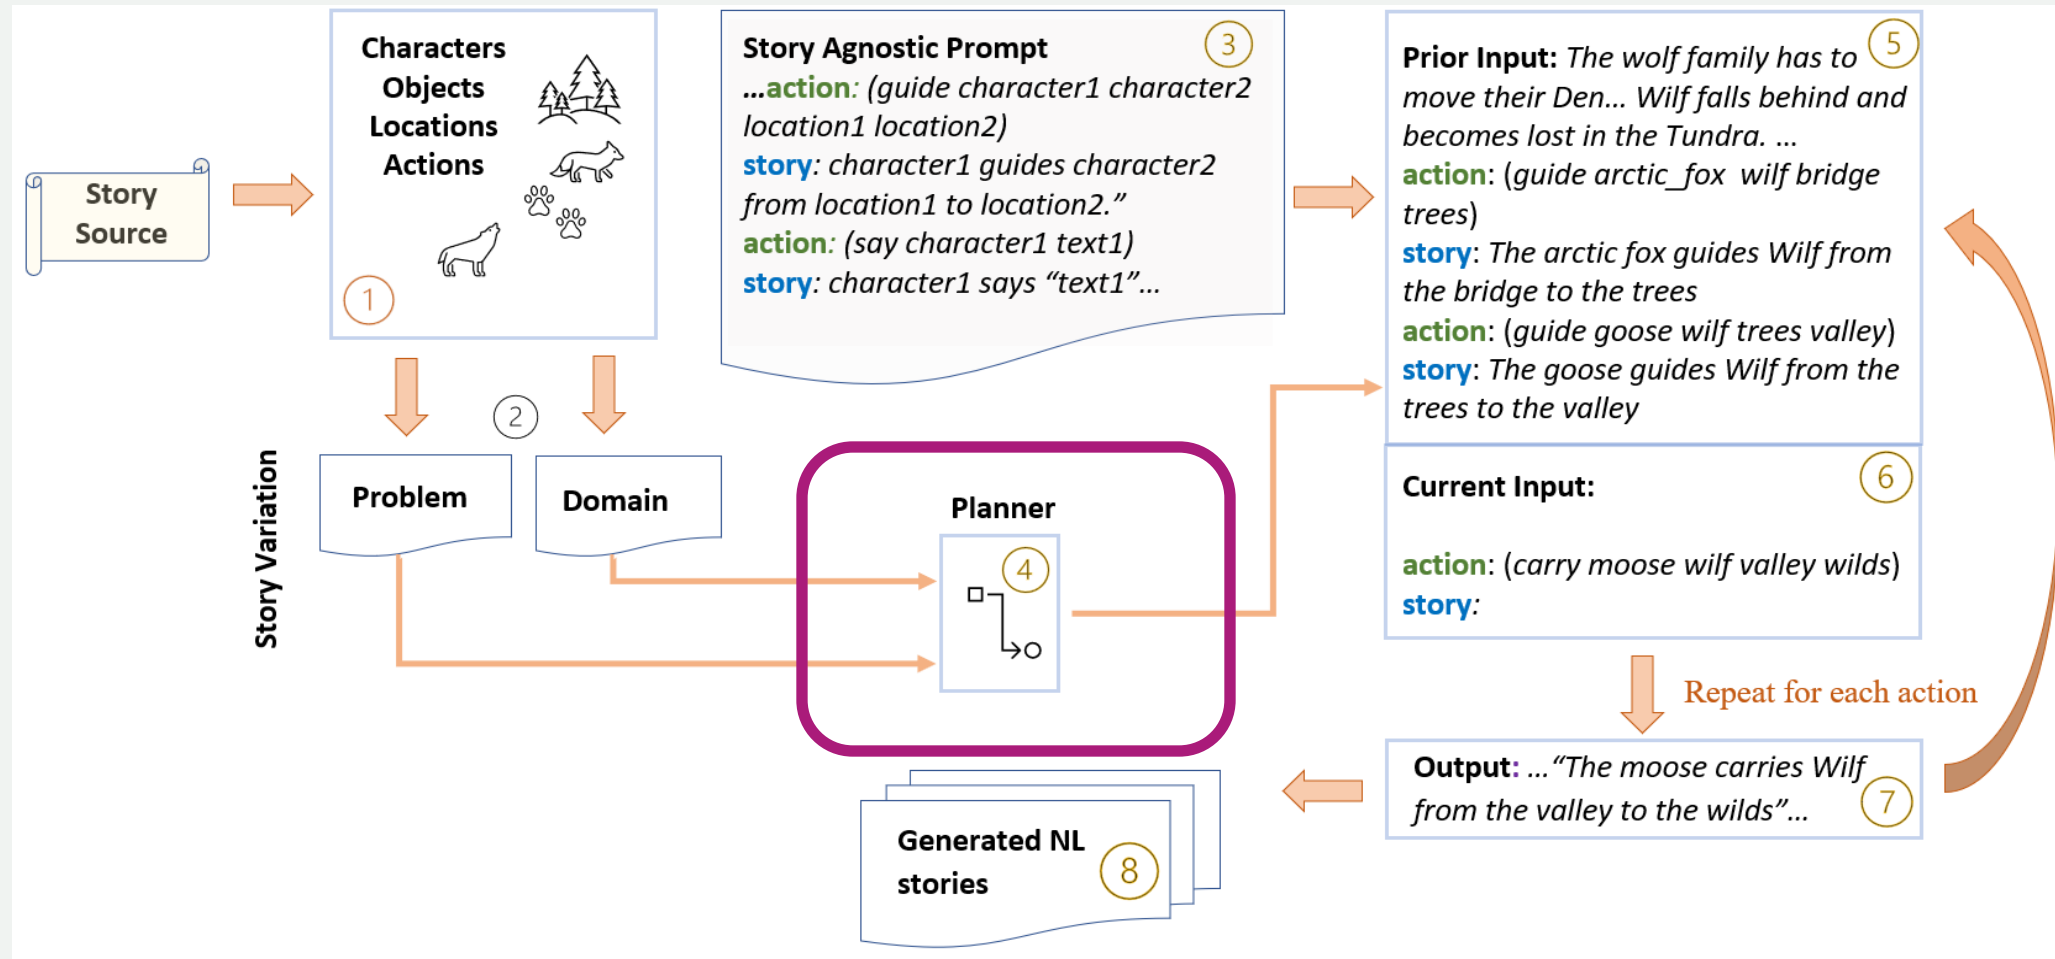 Story
Source
Characters
Objects
Locations
Actions
1
2
Story Variation
Problem
Domain
Story Agnostic Prompt
3
...action: (guide character1 character2
location1 location2)
story: character1 guides character2
from location1 to location2.”
action: (say character1 text1)
story: character1 says “text1”...
Planner
4
Prior Input: The wolf family has to
5
move their Den... Wilf falls behind and
becomes lost in the Tundra. ...
action: (guide arctic_fox wilf bridge
trees)
story: The arctic fox guides Wilf from
the bridge to the trees
action: (guide goose wilf trees valley)
story: The goose guides Wilf from the
trees to the valley
Current Input:
6
action: (carry moose wilf valley wilds)
story:
Repeat for each action
Output: ...“The moose carries Wilf
from the valley to the wilds”...
7
Generated NL
stories
8